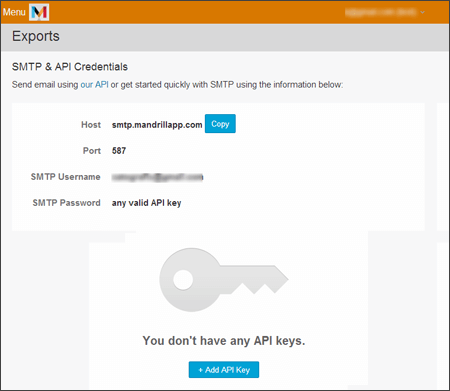 Menu
Exports
SMTP & API Credentials
Send email using our API or get started quickly with SMTP using the information below:
Host smtp.mandrillapp.com Copy
Port 587
SMTP Username
SMTP Password any valid API key
You don't have any API keys.
+ Add API Key